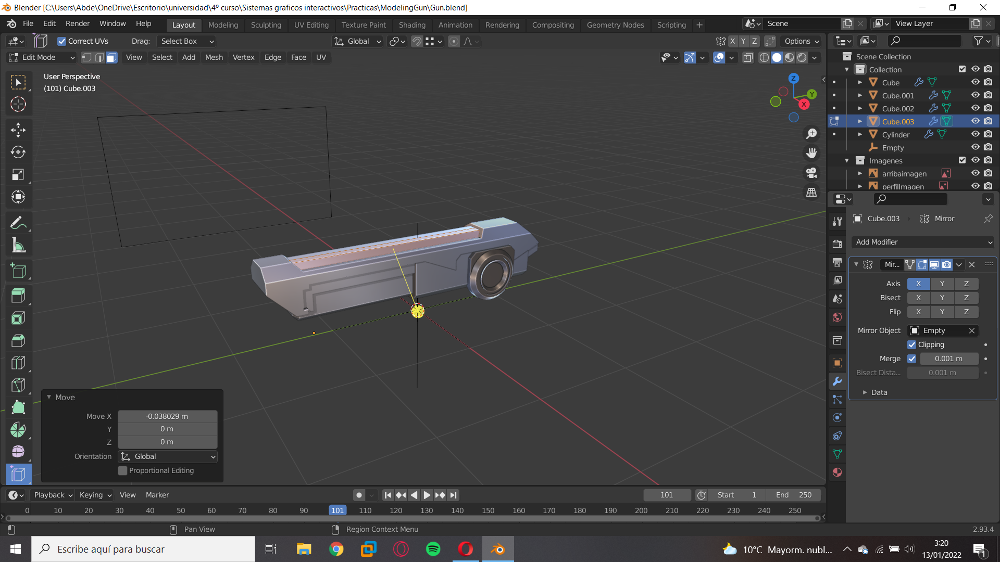 Blender [C:\Users\Abde\OneDrive\Escritorio\universidad\4º curso\Sistemas graficos interactivos\Practicas\ModelingGun\Gun.blend]
File Edit Render Window Help Layout Modeling Sculpting UV Editing Texture Paint Shading Animation Rendering Compositing Geometry Nodes Scripting + Scene View Layer
Correct UVs Drag: Select Box Global X Y Z Options
Edit Mode View Select Add Mesh Vertex Edge Face UV
User Perspective
(101) Cube.003
Z
Y
X
Scene Collection
Collection
Cube
Cube.001
Cube.002
Cube.003
Cylinder
Empty
Imagenes
arribaimagen
perfilImagen
Cube.003 Mirror
Add Modifier
Mir...
Axis X Y Z
Bisect X Y Z
Flip X Y Z
Mirror Object Empty
Clipping
Merge 0.001 m
Bisect Dista... 0.001 m
Data
Move
Move X -0.038029 m
Y 0 m
Z 0 m
Orientation Global
Proportional Editing
Playback Keying View Marker 101 Start 1 End 250
0 10 20 30 40 50 60 70 80 90 101 110 120 130 140 150 160 170 180 190 200 210 220 230 240 250
Pan View Region Context Menu 2.93.4
Escribe aquí para buscar 10°C Mayorm. nubl... 3:20
13/01/2022 1